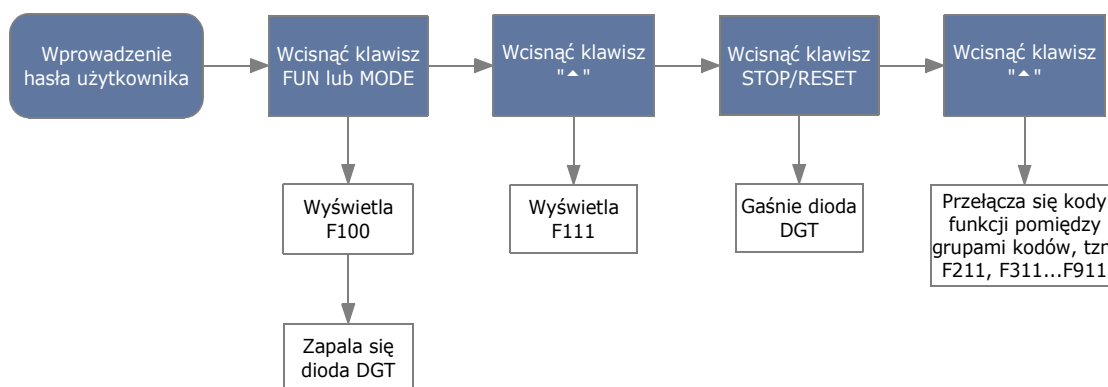 Wprowadzenie
hasła użytkownika
Wcisnąć klawisz
FUN lub MODE
Wcisnąć klawisz
"▲"
Wcisnąć klawisz
STOP/RESET
Wcisnąć klawisz
"▲"
Wyświetla
F100
Wyświetla
F111
Gaśnie dioda
DGT
Przełącza się kody
funkcji pomiędzy
grupami kodów, tzn
F211, F311...F911
Zapala się
dioda DGT